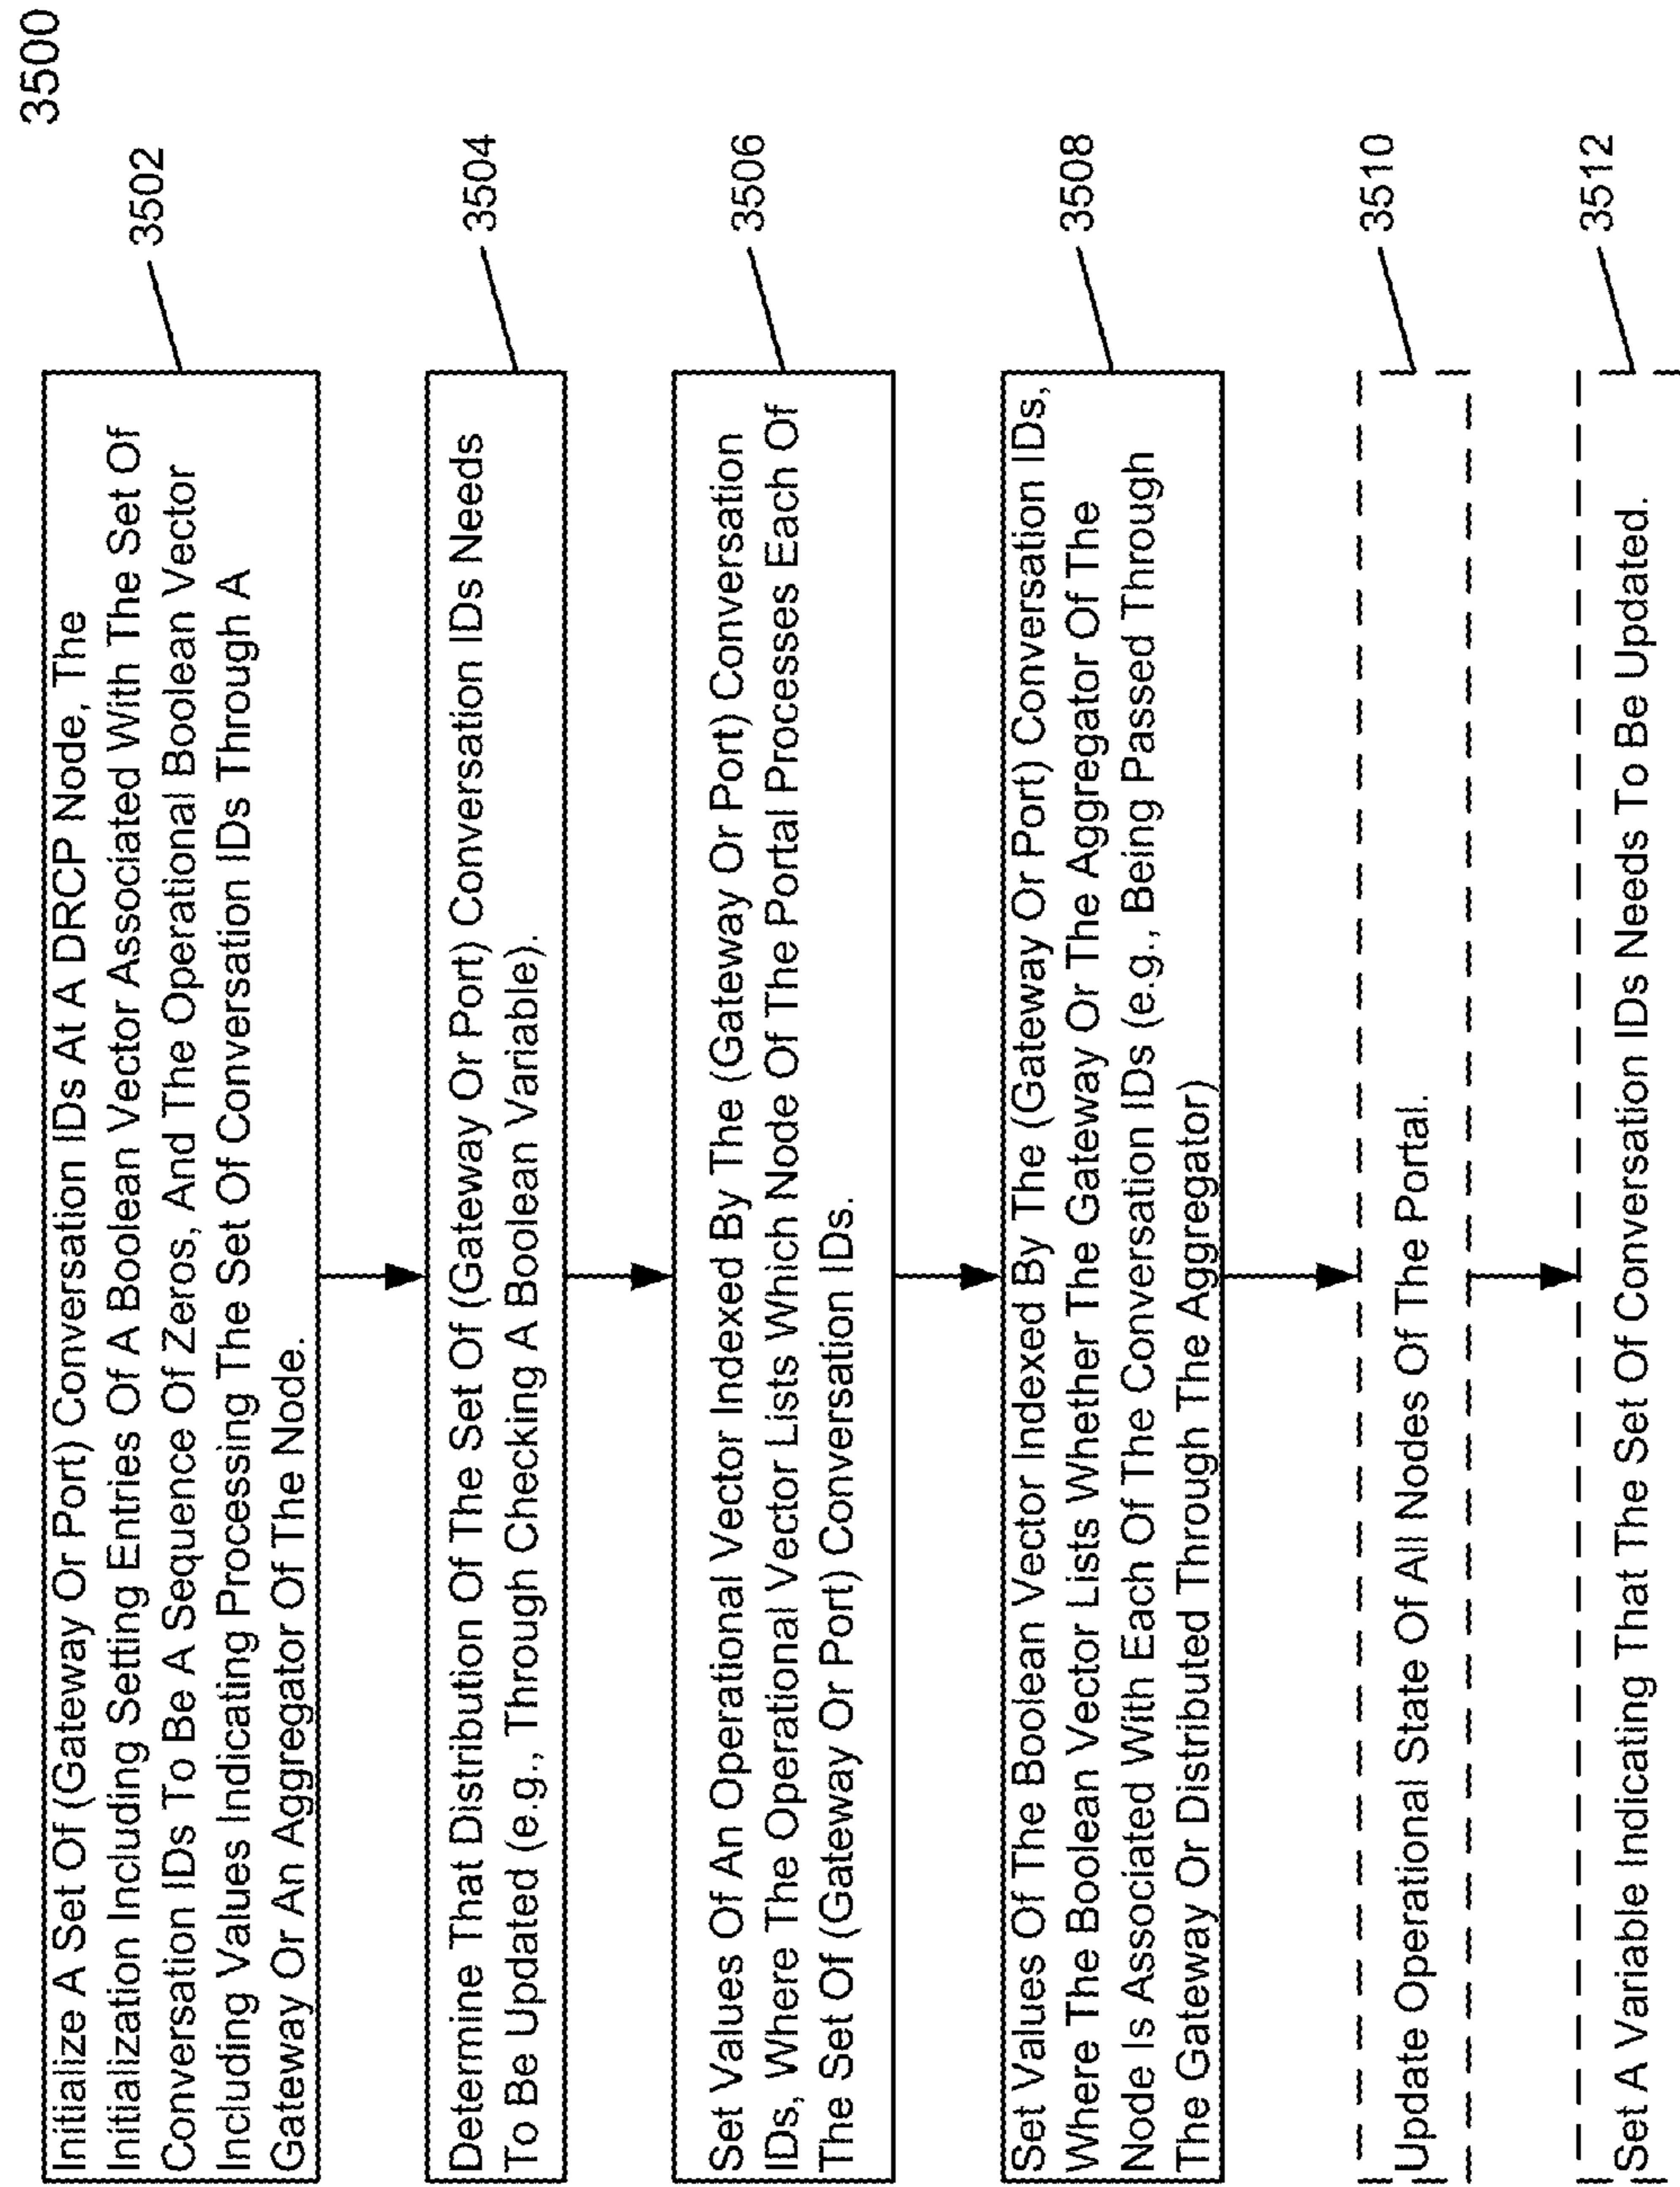 3500
Initialize A Set Of (Gateway Or Port) Conversation IDs At A DRCP Node, The
Initialization Including Setting Entries Of A Boolean Vector Associated With The Set Of
Conversation IDs To Be A Sequence Of Zeros, And The Operational Boolean Vector
Including Values Indicating Processing The Set Of Conversation IDs Through A
Gateway Or An Aggregator Of The Node.
3502
Determine That Distribution Of The Set Of (Gateway Or Port) Conversation IDs Needs
To Be Updated (e.g., Through Checking A Boolean Variable).
3504
Set Values Of An Operational Vector Indexed By The (Gateway Or Port) Conversation
IDs, Where The Operational Vector Lists Which Node Of The Portal Processes Each Of
The Set Of (Gateway Or Port) Conversation IDs.
3506
Set Values Of The Boolean Vector Indexed By The (Gateway Or Port) Conversation IDs,
Where The Boolean Vector Lists Whether The Gateway Or The Aggregator Of The
Node Is Associated With Each Of The Conversation IDs (e.g., Being Passed Through
The Gateway Or Distributed Through The Aggregator)
3508
Update Operational State Of All Nodes Of The Portal.
3510
Set A Variable Indicating That The Set Of Conversation IDs Needs To Be Updated.
3512